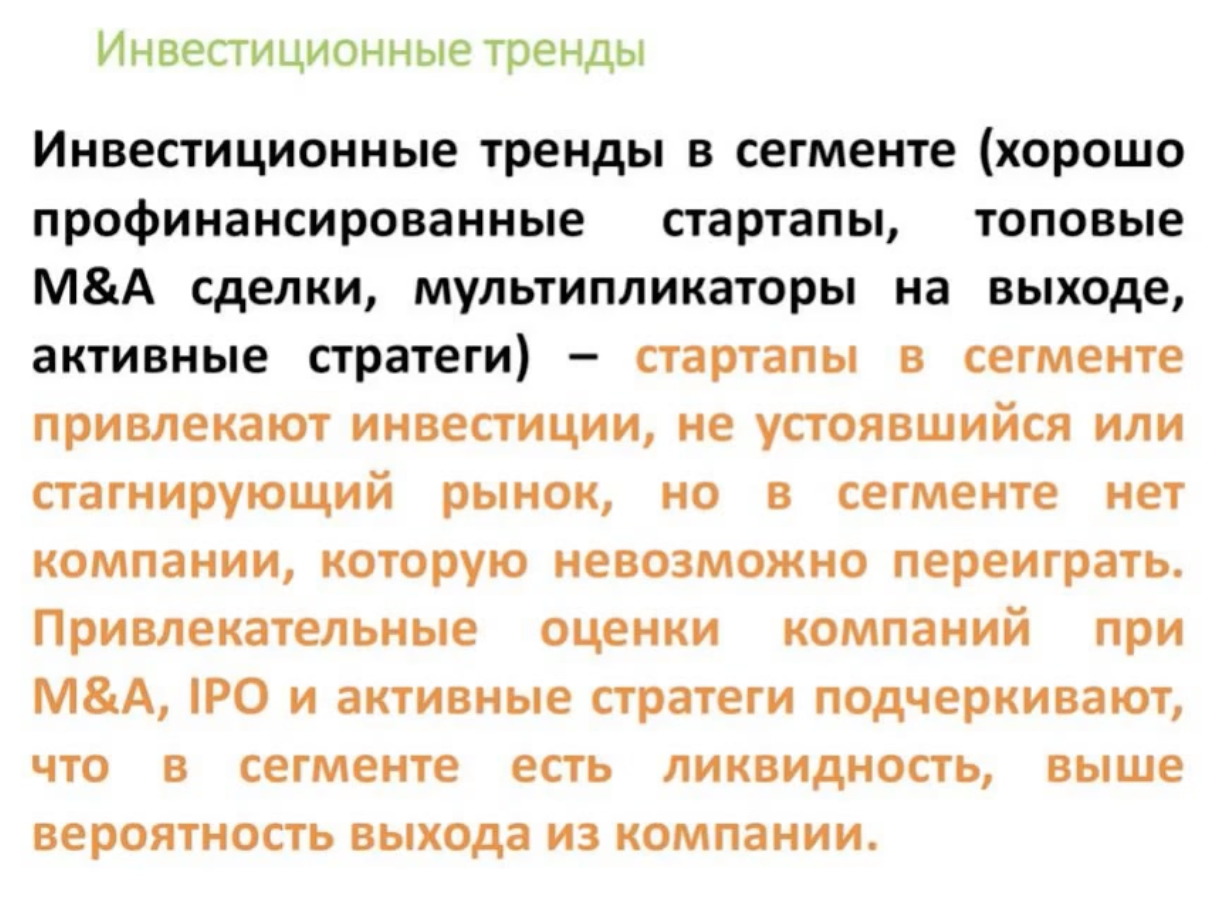 Инвестиционные тренды
Инвестиционные тренды в сегменте (хорошо
профинансированные стартапы, топовые
M&A сделки, мультипликаторы на выходе,
активные стратеги) – стартапы в сегменте
привлекают инвестиции, не устоявшийся или
стагнирующий рынок, но в сегменте нет
компании, которую невозможно переиграть.
Привлекательные оценки компаний при
M&A, IPO и активные стратеги подчеркивают,
что в сегменте есть ликвидность, выше
вероятность выхода из компании.